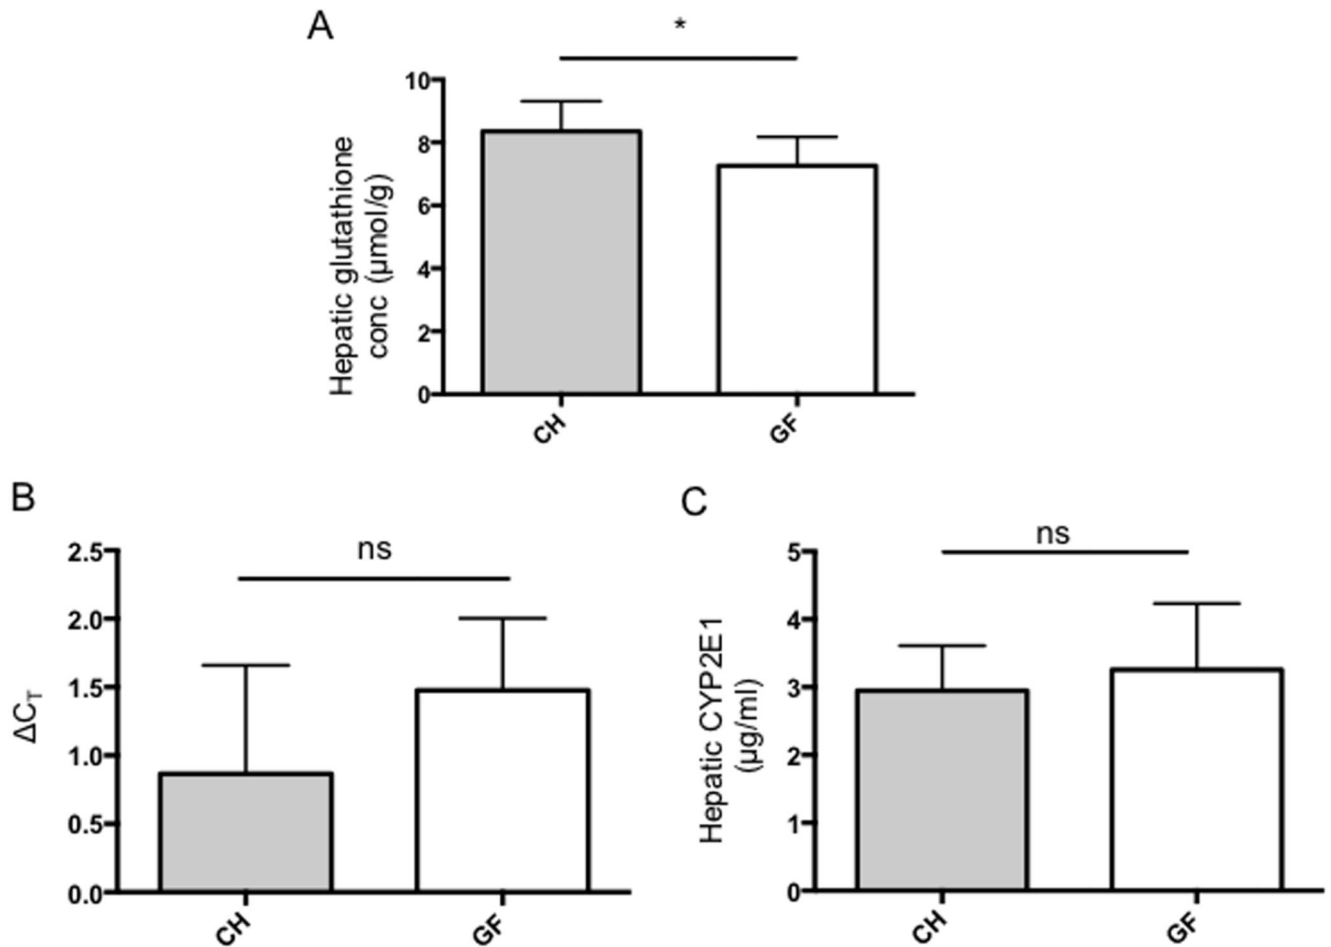 A
*
Hepatic glutathione
conc (µmol/g)
10
8
6
4
2
0
CH
GF
B
ns
ΔC_T
2.5
2.0
1.5
1.0
0.5
0.0
CH
GF
C
ns
Hepatic CYP2E1
(µg/ml)
5
4
3
2
1
0
CH
GF